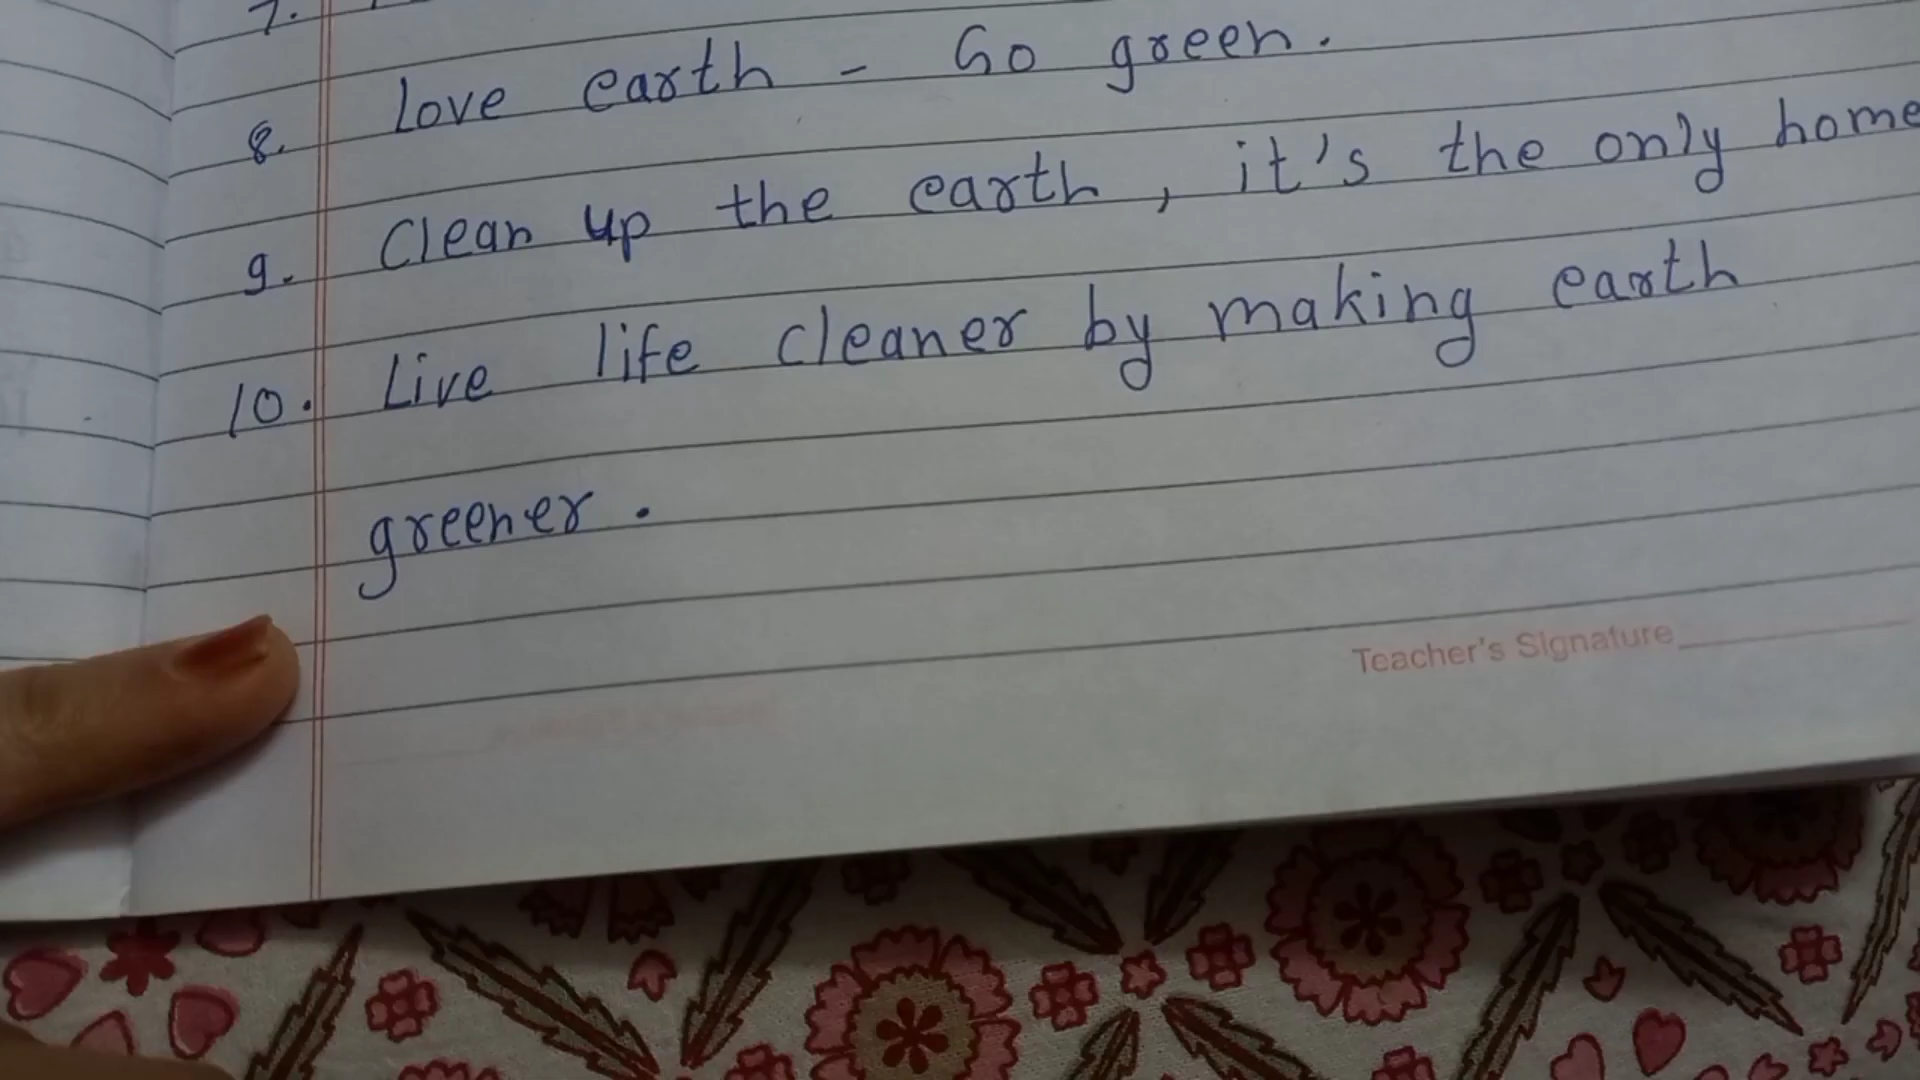 7.
8. Love earth - Go green.
9. Clean up the earth, it's the only home
10. Live life cleaner by making earth
greener.
Teacher's Signature